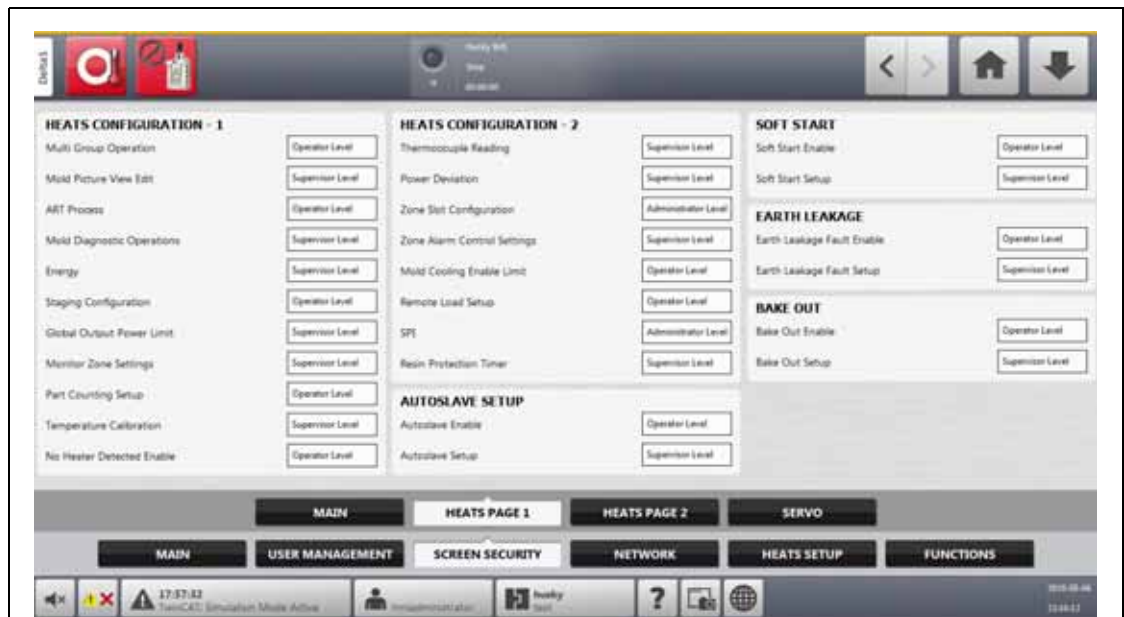 Delta3
HEATS CONFIGURATION - 1
Multi Group Operation Operator Level
Mold Picture View Edit Supervisor Level
ART Process Operator Level
Mold Diagnostic Operations Supervisor Level
Energy Supervisor Level
Staging Configuration Operator Level
Global Output Power Limit Supervisor Level
Monitor Zone Settings Supervisor Level
Part Counting Setup Operator Level
Temperature Calibration Supervisor Level
No Heater Detected Enable Operator Level
HEATS CONFIGURATION - 2
Thermocouple Reading Supervisor Level
Power Deviation Supervisor Level
Zone Slot Configuration Administrator Level
Zone Alarm Control Settings Supervisor Level
Mold Cooling Enable Limit Operator Level
Remote Load Setup Operator Level
SPI Administrator Level
Resin Protection Timer Supervisor Level
AUTOSLAVE SETUP
Autoslave Enable Operator Level
Autoslave Setup Supervisor Level
SOFT START
Soft Start Enable Operator Level
Soft Start Setup Supervisor Level
EARTH LEAKAGE
Earth Leakage Fault Enable Operator Level
Earth Leakage Fault Setup Supervisor Level
BAKE OUT
Bake Out Enable Operator Level
Bake Out Setup Supervisor Level
MAIN HEATS PAGE 1 HEATS PAGE 2 SERVO
MAIN USER MANAGEMENT SCREEN SECURITY NETWORK HEATS SETUP FUNCTIONS
17:57:32
TwinCAT: Simulation Mode Active
husky
test
?